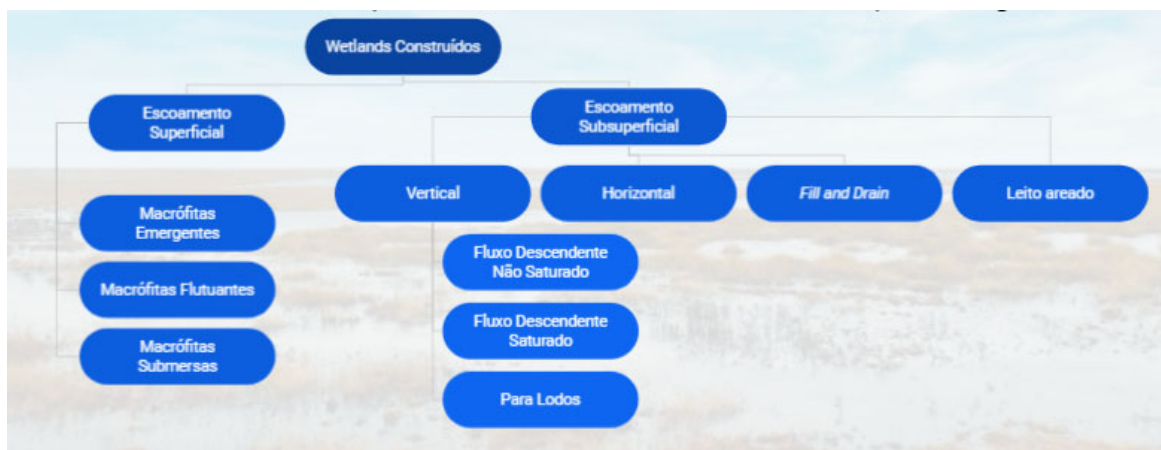 Wetlands Construídos
Escoamento
Superficial
Escoamento
Subsuperficial
Vertical
Horizontal
Fill and Drain
Leito areado
Macrófitas
Emergentes
Macrófitas Flutuantes
Macrófitas
Submersas
Fluxo Descendente
Não Saturado
Fluxo Descendente
Saturado
Para Lodos